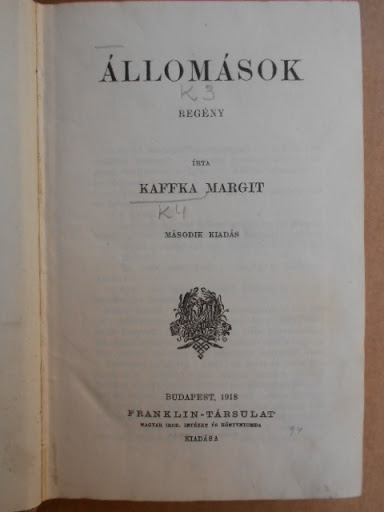 ÁLLOMÁSOK
K3
REGÉNY
ÍRTA
KAFFKA MARGIT
K4
MÁSODIK KIADÁS
BUDAPEST, 1918
FRANKLIN-TÁRSULAT
MAGYAR IROD. INTÉZET ÉS KÖNYVNYOMDA
KIADÁSA